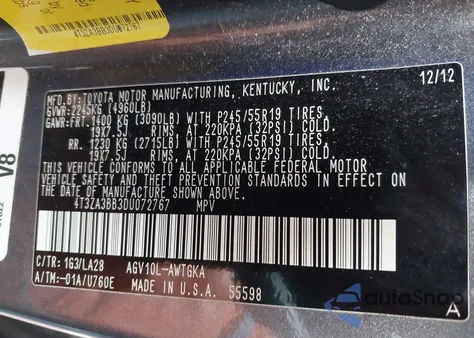 4T3ZA3BB3DU072767
V8
MFD.BY:TOYOTA MOTOR MANUFACTURING, KENTUCKY, INC. 12/12
GVWR: 2245KG (4960LB)
GAWR:FRT.1400 KG (3090LB) WITH P245/55R19 TIRES,
19X7.5J RIMS, AT 220KPA (32PSI) COLD.
RR. 1230 KG (2715LB) WITH P245/55R19 TIRES,
19X7.5J RIMS, AT 220KPA (32PSI) COLD.
THIS VEHICLE CONFORMS TO ALL APPLICABLE FEDERAL MOTOR
VEHICLE SAFETY AND THEFT PREVENTION STANDARDS IN EFFECT ON
THE DATE OF MANUFACTURE SHOWN ABOVE.
4T3ZA3BB3DU072767 MPV
C/TR: 1G3/LA28 AGV10L-AWTGKA
A/TM:-01A/U760E MADE IN U.S.A. 55598
A
autoSnap